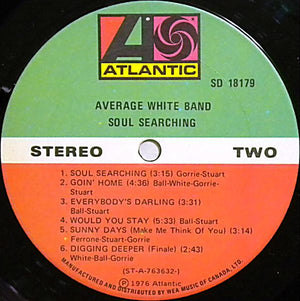 ATLANTIC
SD 18179
AVERAGE WHITE BAND
SOUL SEARCHING
STEREO TWO
1. SOUL SEARCHING (3:15) Gorrie-Stuart
2. GOIN' HOME (4:36) Ball-White-Gorrie-
Stuart
3. EVERYBODY'S DARLING (3:31)
Ball-Stuart
4. WOULD YOU STAY (5:33) Ball-Stuart
5. SUNNY DAYS (Make Me Think Of You) (3:14)
Ferrone-Stuart-Gorrie
6. DIGGING DEEPER (Finale) (2:43)
White-Ball-Gorrie
(ST-A-763632-)
℗ 1976 Atlantic
MANUFACTURED AND DISTRIBUTED BY WEA MUSIC OF CANADA, LTD.